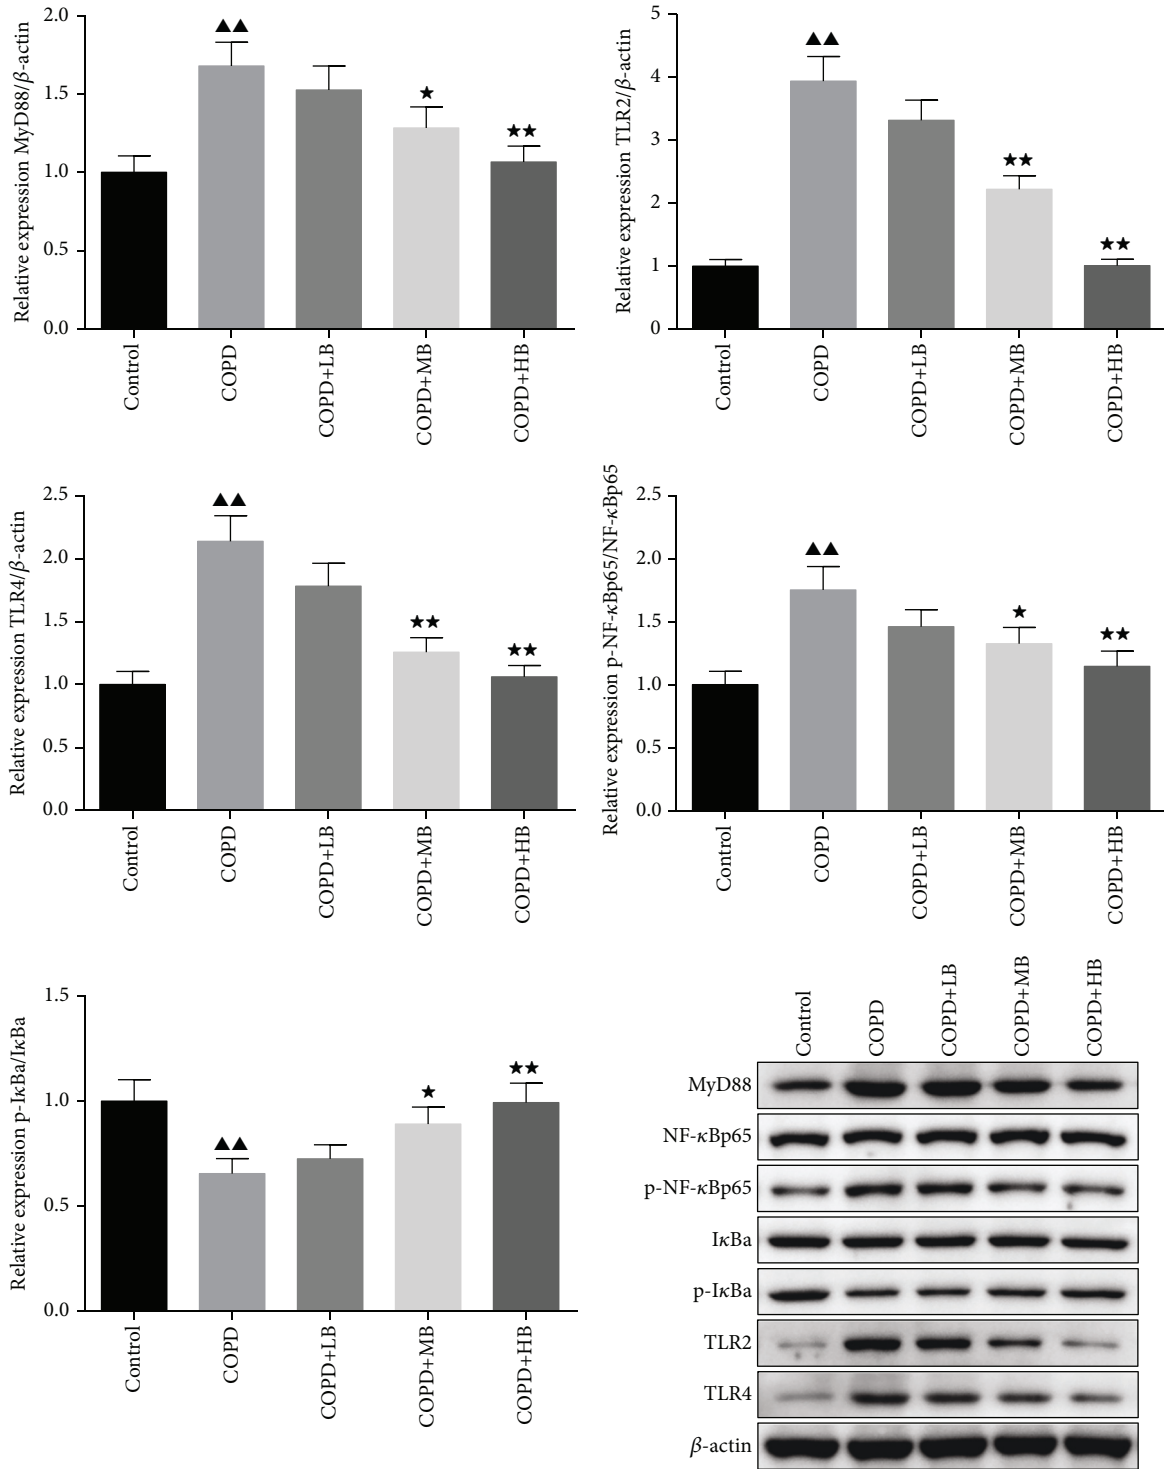 Relative expression MyD88/β-actin
2.0
1.5
1.0
0.5
0.0
▲▲
★
★★
Control
COPD
COPD+LB
COPD+MB
COPD+HB
Relative expression TLR2/β-actin
5
4
3
2
1
0
▲▲
★★
★★
Control
COPD
COPD+LB
COPD+MB
COPD+HB
Relative expression TLR4/β-actin
2.5
2.0
1.5
1.0
0.5
0.0
▲▲
★★
★★
Control
COPD
COPD+LB
COPD+MB
COPD+HB
Relative expression p-NF-κBp65/NF-κBp65
2.5
2.0
1.5
1.0
0.5
0.0
▲▲
★
★★
Control
COPD
COPD+LB
COPD+MB
COPD+HB
Relative expression p-IκBa/IκBa
1.5
1.0
0.5
0.0
▲▲
★
★★
Control
COPD
COPD+LB
COPD+MB
COPD+HB
Control
COPD
COPD+LB
COPD+MB
COPD+HB
MyD88
NF-κBp65
p-NF-κBp65
IκBa
p-IκBa
TLR2
TLR4
β-actin